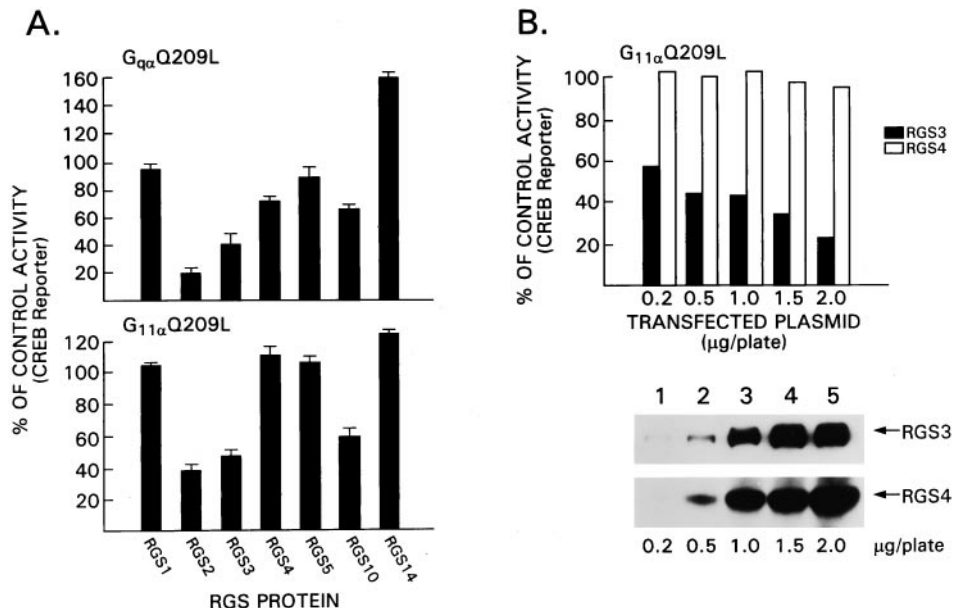 A.
GqαQ209L
% OF CONTROL ACTIVITY
(CREB Reporter)
160
140
120
100
80
60
40
20
G11αQ209L
120
100
80
60
40
20
RGS1
RGS2
RGS3
RGS4
RGS5
RGS10
RGS14
RGS PROTEIN
B.
G11αQ209L
% OF CONTROL ACTIVITY
(CREB Reporter)
100
80
60
40
20
RGS3
RGS4
0.2 0.5 1.0 1.5 2.0
TRANSFECTED PLASMID
(μg/plate)
1 2 3 4 5
RGS3
RGS4
0.2 0.5 1.0 1.5 2.0 μg/plate